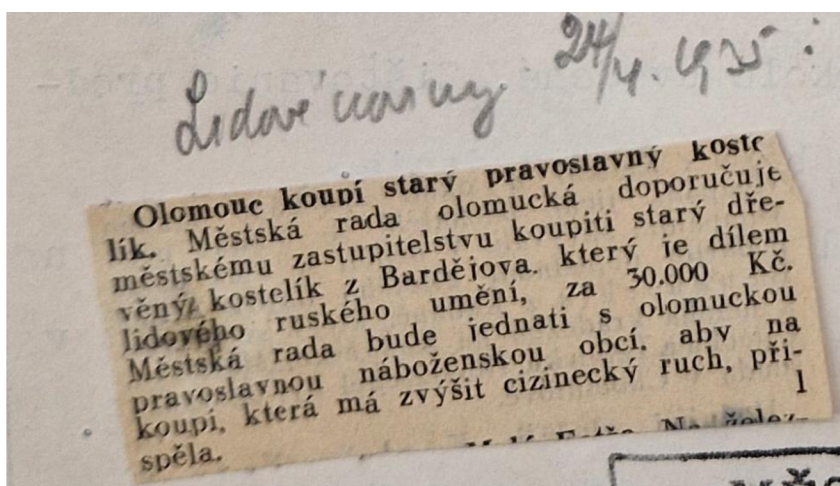 Lidové noviny 24/4. 1935:
Olomouc koupí starý pravoslavný koste
lík. Městská rada olomucká doporučuje
městskému zastupitelstvu koupiti starý dře-
věný kostelík z Bardějova. který je dílem
lidového ruského umění, za 30.000 Kč.
Městská rada bude jednati s olomuckou
pravoslavnou náboženskou obcí. aby na
koupi, která má zvýšit cizinecký ruch, při-
spěla. 1